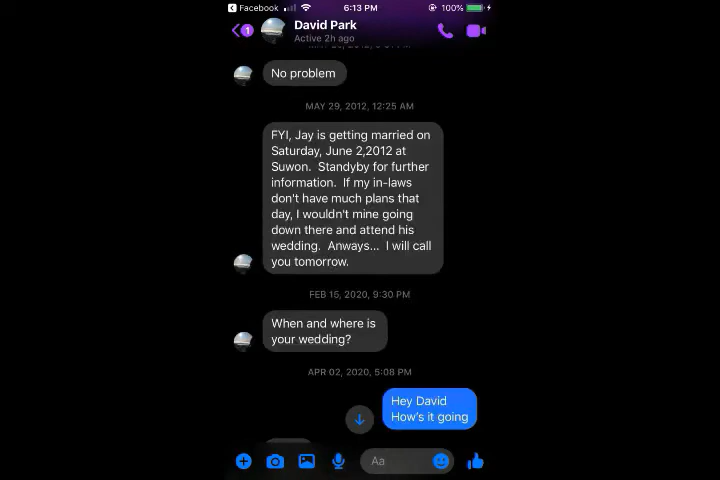 Facebook 6:13 PM 100%
1 David Park
Active 2h ago
No problem
MAY 29, 2012, 12:25 AM
FYI, Jay is getting married on
Saturday, June 2,2012 at
Suwon. Standyby for further
information. If my in-laws
don't have much plans that
day, I wouldn't mine going
down there and attend his
wedding. Anways... I will call
you tomorrow.
FEB 15, 2020, 9:30 PM
When and where is
your wedding?
APR 02, 2020, 5:08 PM
Hey David
How's it going
Aa